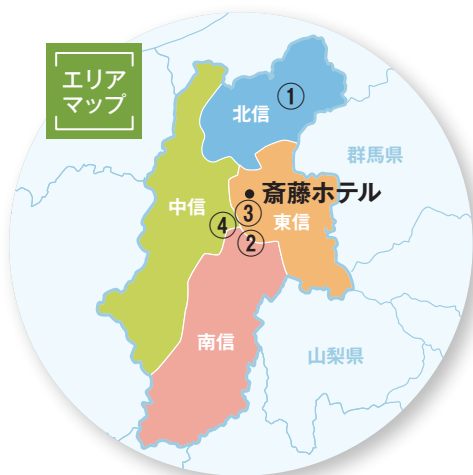 エリア
マップ
①
北信
群馬県
斎藤ホテル
中信
③
東信
④
②
南信
山梨県